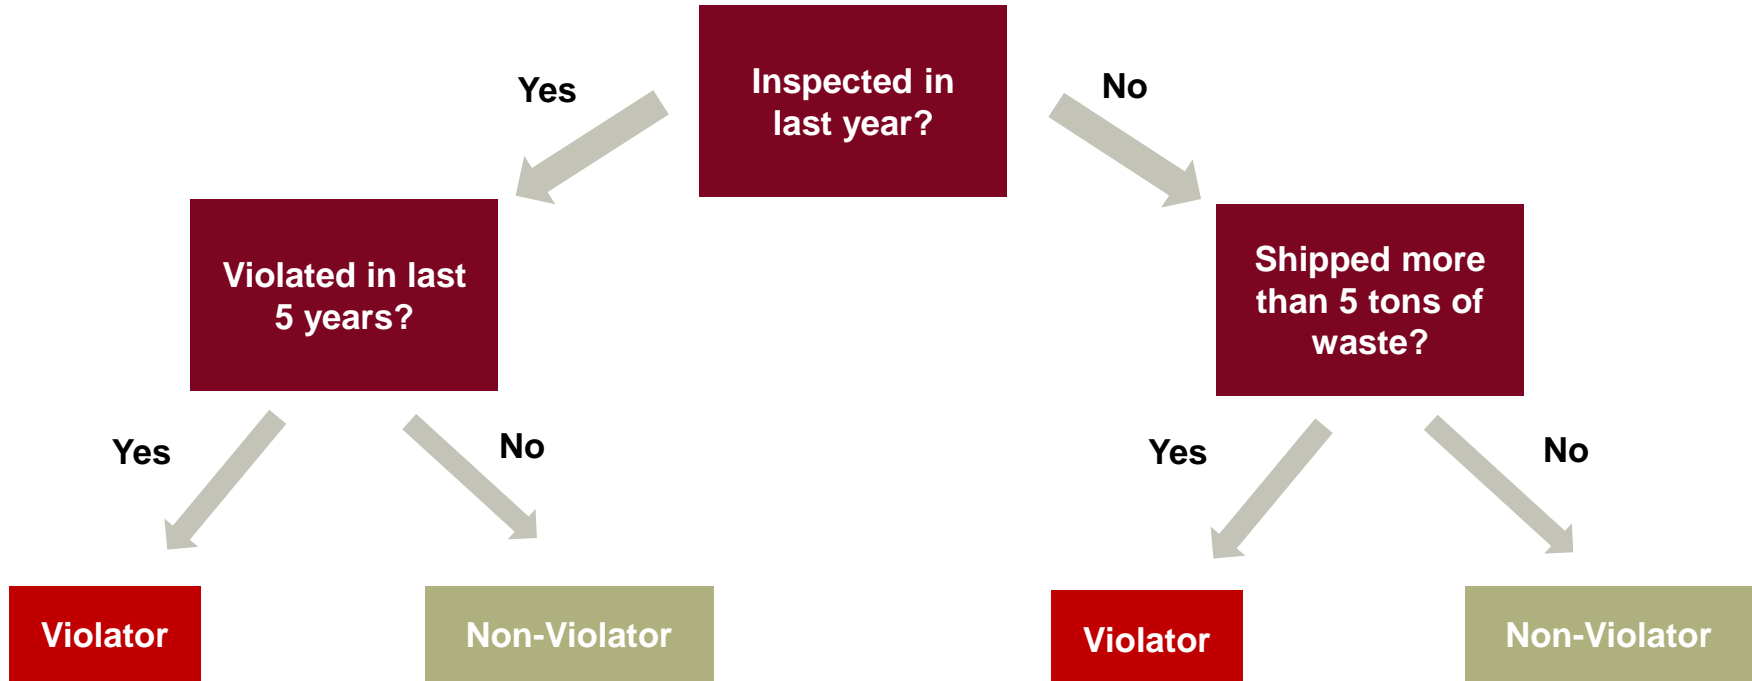 Inspected in
last year?
Yes
No
Violated in last
5 years?
Shipped more
than 5 tons of
waste?
Yes
No
Yes
No
Violator
Non-Violator
Violator
Non-Violator